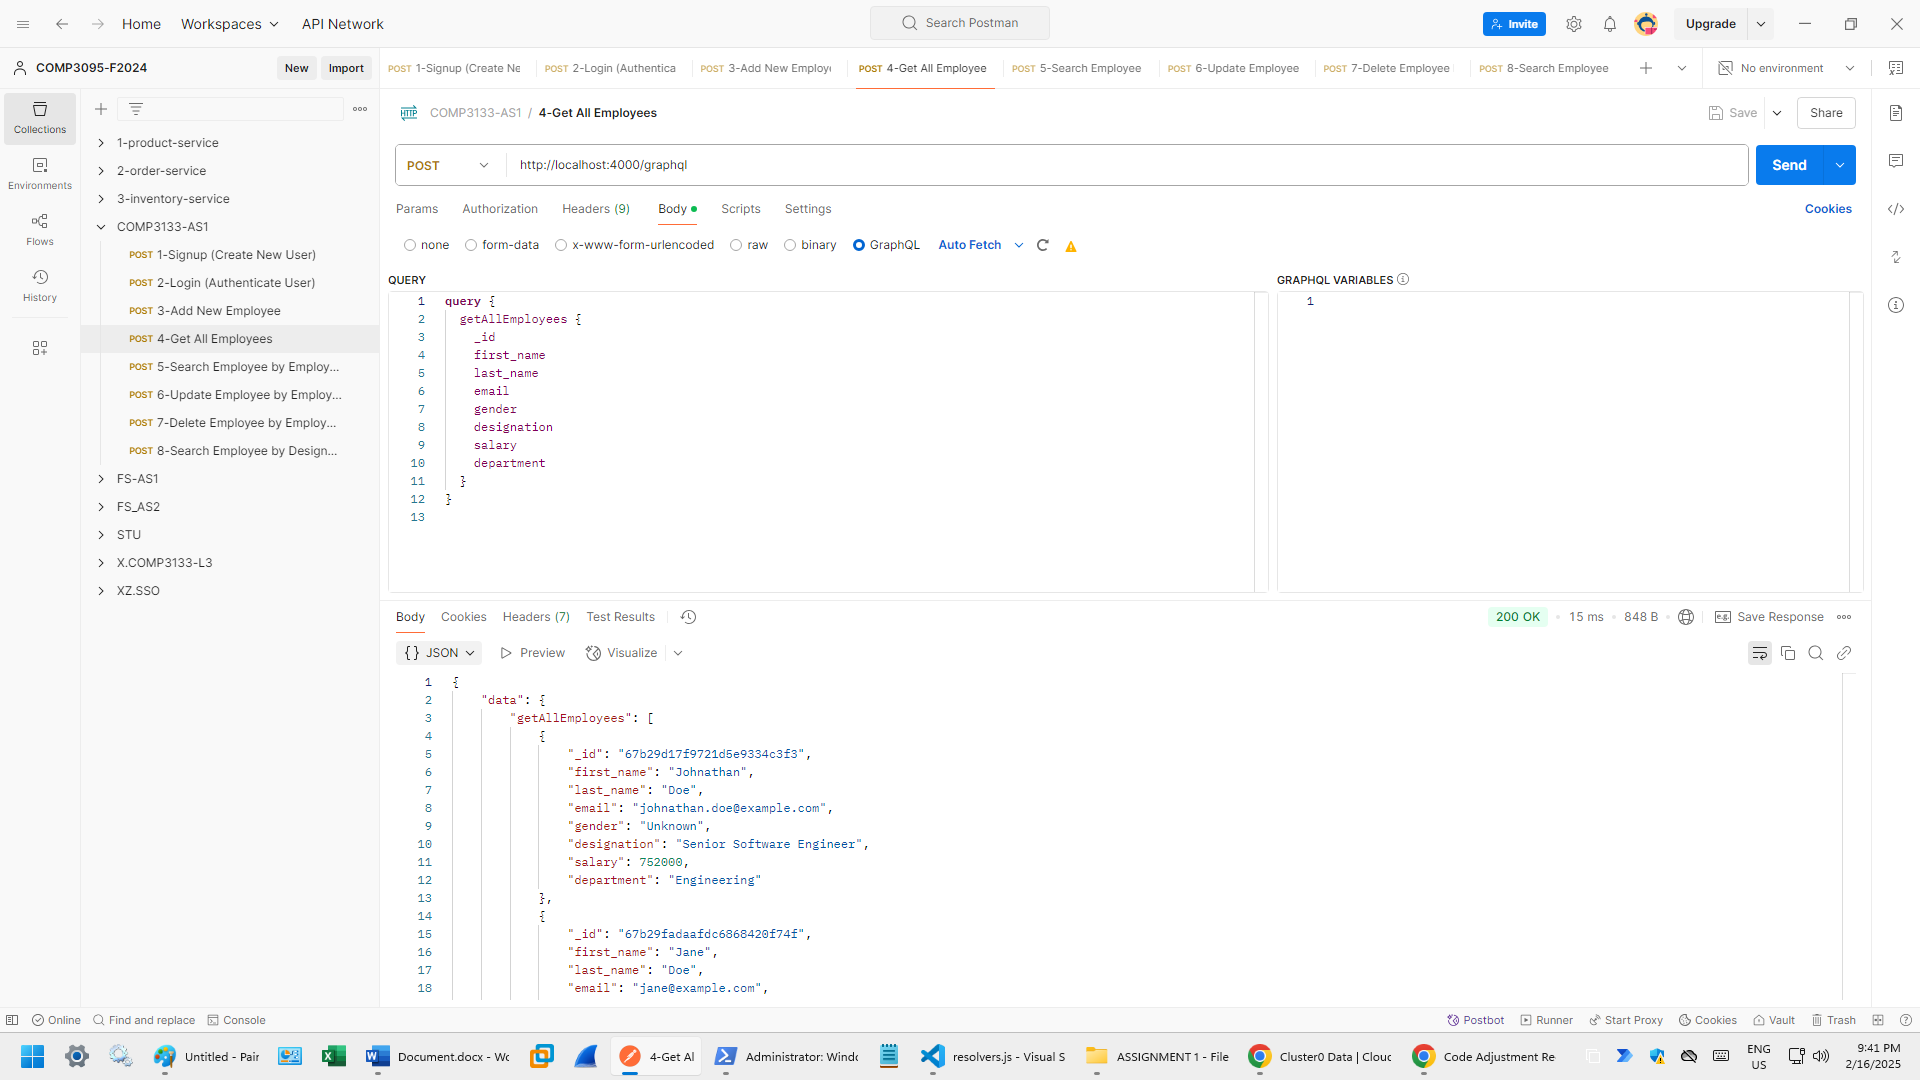 Home
Workspaces
API Network
Search Postman
Invite
Upgrade
COMP3095-F2024
New
Import
POST 1-Signup (Create Ne
POST 2-Login (Authentica
POST 3-Add New Employe
POST 4-Get All Employee
POST 5-Search Employee
POST 6-Update Employee
POST 7-Delete Employee
POST 8-Search Employee
No environment
Collections
Environments
Flows
History
1-product-service
2-order-service
3-inventory-service
COMP3133-AS1
POST 1-Signup (Create New User)
POST 2-Login (Authenticate User)
POST 3-Add New Employee
POST 4-Get All Employees
POST 5-Search Employee by Employ...
POST 6-Update Employee by Employ...
POST 7-Delete Employee by Employ...
POST 8-Search Employee by Design...
FS-AS1
FS_AS2
STU
X.COMP3133-L3
XZ.SSO
HTTP COMP3133-AS1 / 4-Get All Employees
Save
Share
POST
http://localhost:4000/graphql
Send
Params
Authorization
Headers (9)
Body
Scripts
Settings
Cookies
none
form-data
x-www-form-urlencoded
raw
binary
GraphQL
Auto Fetch
QUERY
1 query {
2 getAllEmployees {
3 _id
4 first_name
5 last_name
6 email
7 gender
8 designation
9 salary
10 department
11 }
12 }
13
GRAPHQL VARIABLES
1
Body
Cookies
Headers (7)
Test Results
200 OK
15 ms
848 B
e.g. Save Response
{} JSON
Preview
Visualize
1 {
2 "data": {
3 "getAllEmployees": [
4 {
5 "_id": "67b29d17f9721d5e9334c3f3",
6 "first_name": "Johnathan",
7 "last_name": "Doe",
8 "email": "johnathan.doe@example.com",
9 "gender": "Unknown",
10 "designation": "Senior Software Engineer",
11 "salary": 752000,
12 "department": "Engineering"
13 },
14 {
15 "_id": "67b29fadaafdc6868420f74f",
16 "first_name": "Jane",
17 "last_name": "Doe",
18 "email": "jane@example.com",
Online
Find and replace
Console
Postbot
Runner
Start Proxy
Cookies
Vault
Trash
Untitled - Pain
Document.docx - Wo
4-Get Al
Administrator: Windo
resolvers.js - Visual S
ASSIGNMENT 1 - File
Cluster0 Data | Clouc
Code Adjustment Re
ENG
US
9:41 PM
2/16/2025